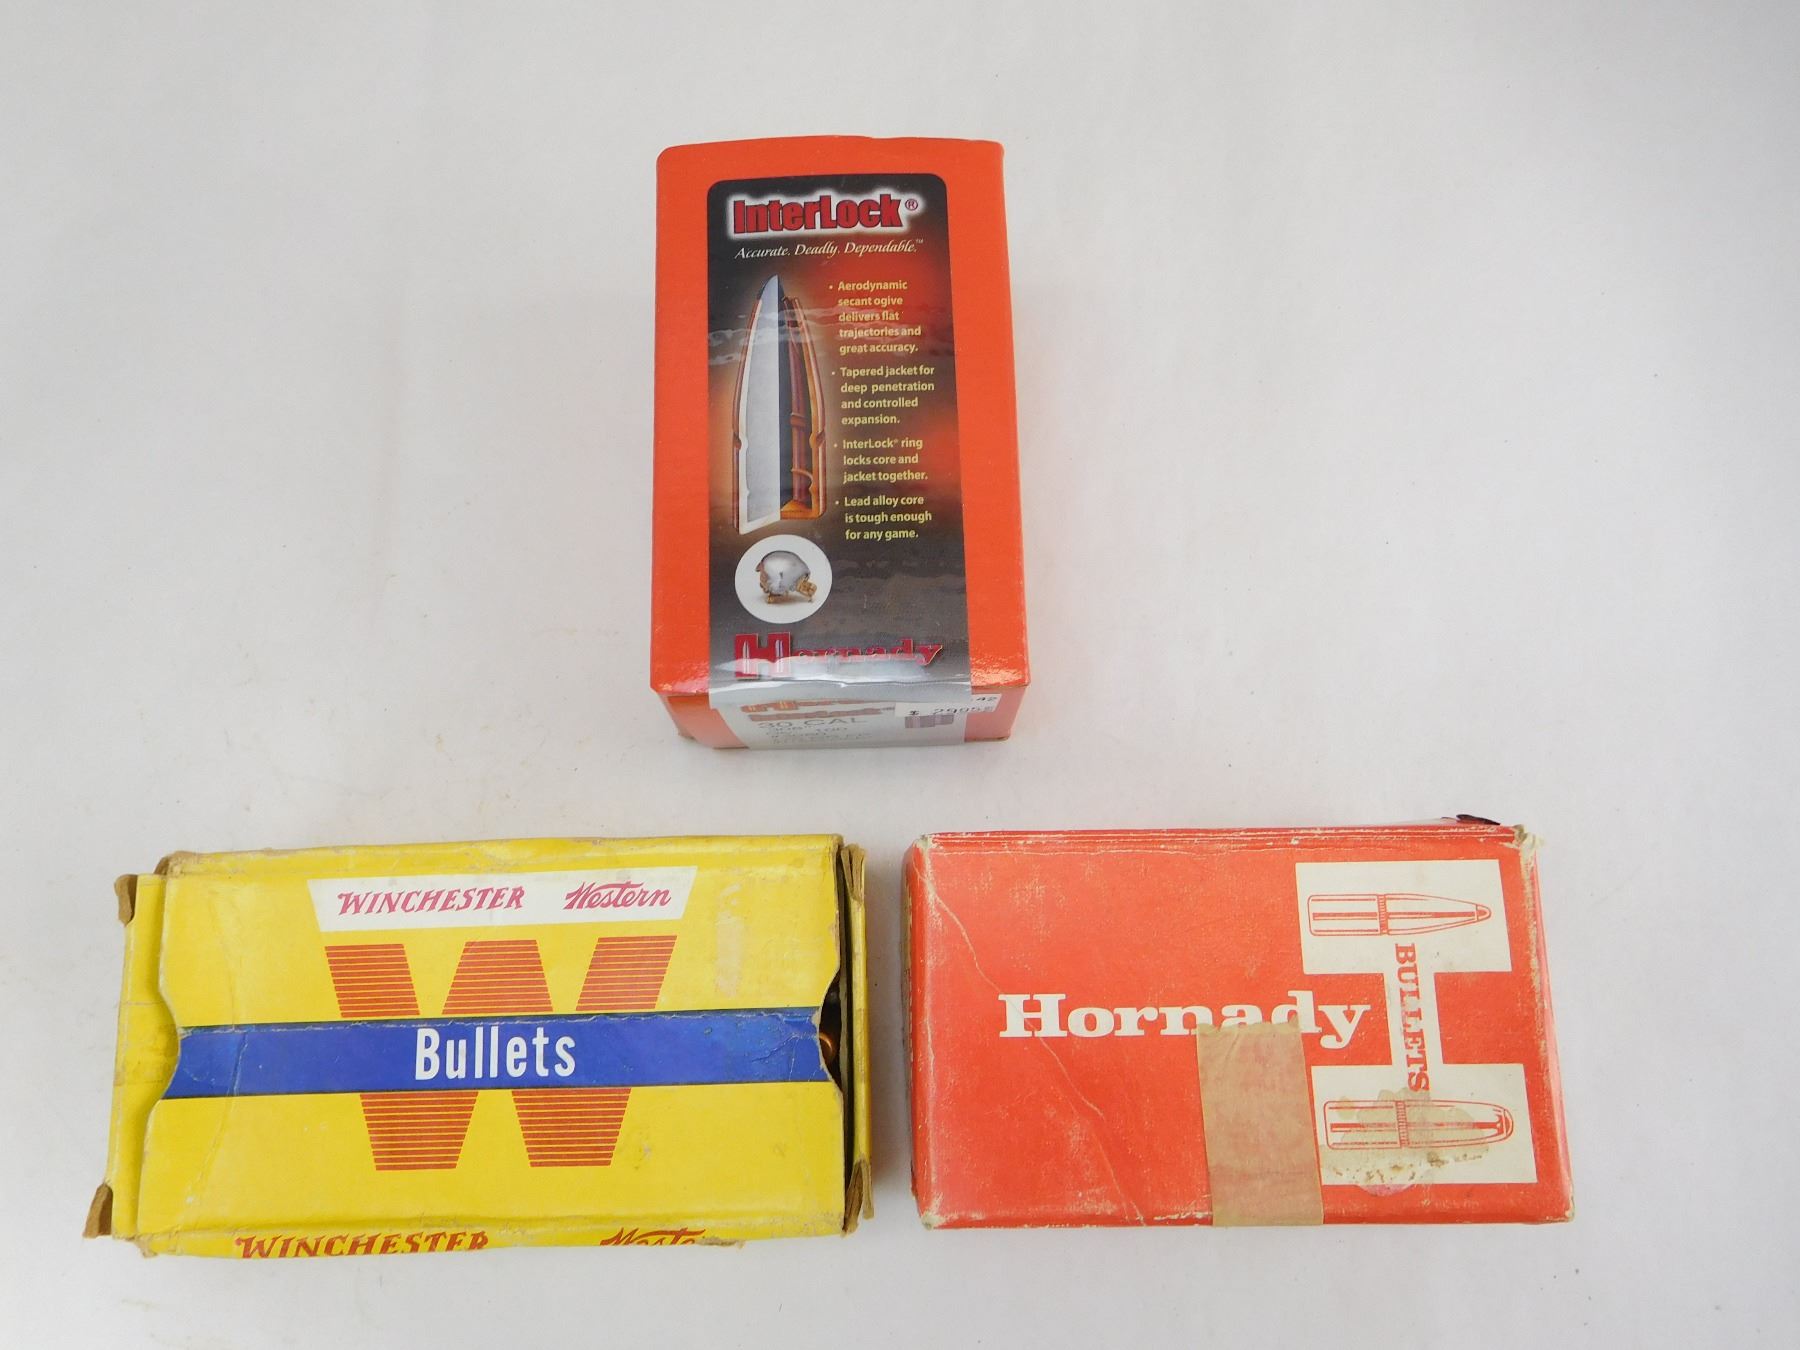 InterLock®
Accurate. Deadly. Dependable.™
• Aerodynamic
secant ogive
delivers flat
trajectories and
great accuracy.
• Tapered jacket for
deep penetration
and controlled
expansion.
• InterLock® ring
locks core and
jacket together.
• Lead alloy core
is tough enough
for any game.
Hornady
30 CAL
WINCHESTER Western
W
Bullets
WINCHESTER
Hornady
H
BULLETS